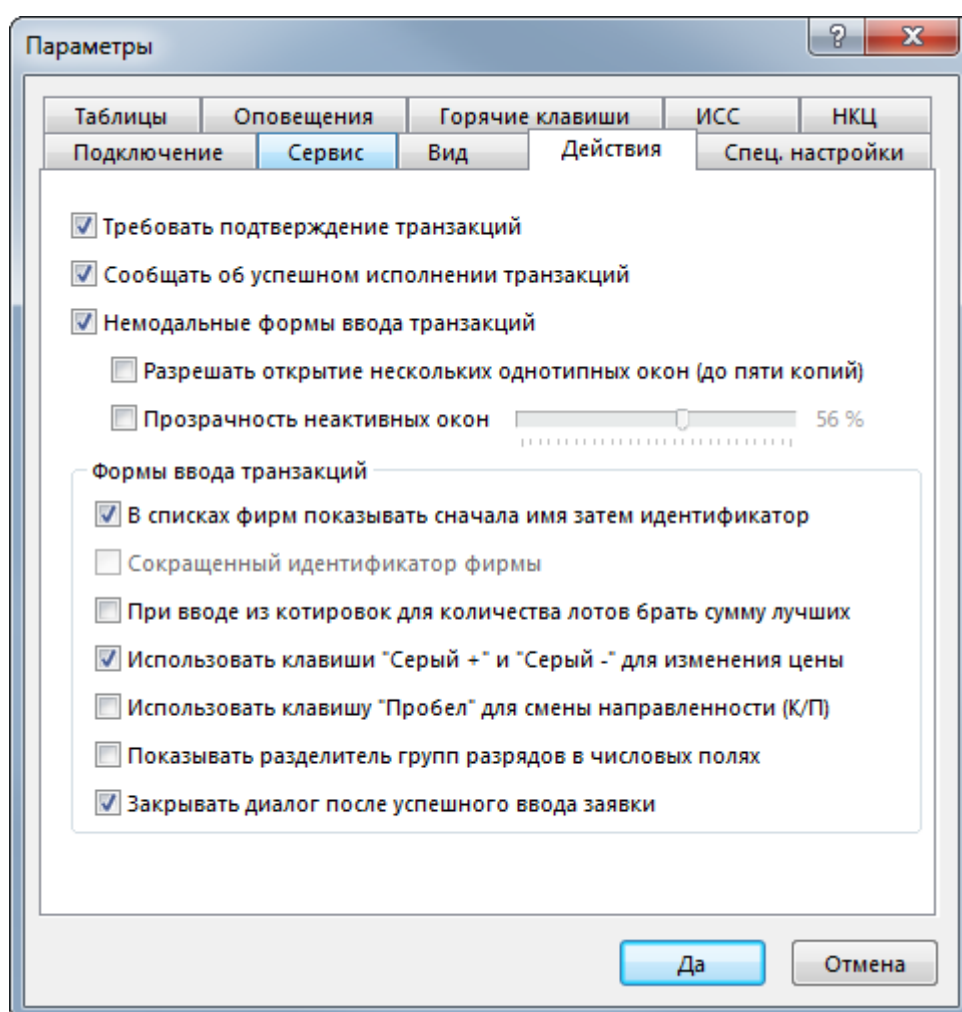 Параметры
?
Таблицы Оповещения Горячие клавиши ИСС НКЦ
Подключение Сервис Вид Действия Спец. настройки
Требовать подтверждение транзакций
Сообщать об успешном исполнении транзакций
Немодальные формы ввода транзакций
Разрешать открытие нескольких однотипных окон (до пяти копий)
Прозрачность неактивных окон 56 %
Формы ввода транзакций
В списках фирм показывать сначала имя затем идентификатор
Сокращенный идентификатор фирмы
При вводе из котировок для количества лотов брать сумму лучших
Использовать клавиши "Серый +" и "Серый -" для изменения цены
Использовать клавишу "Пробел" для смены направленности (К/П)
Показывать разделитель групп разрядов в числовых полях
Закрывать диалог после успешного ввода заявки
Да Отмена